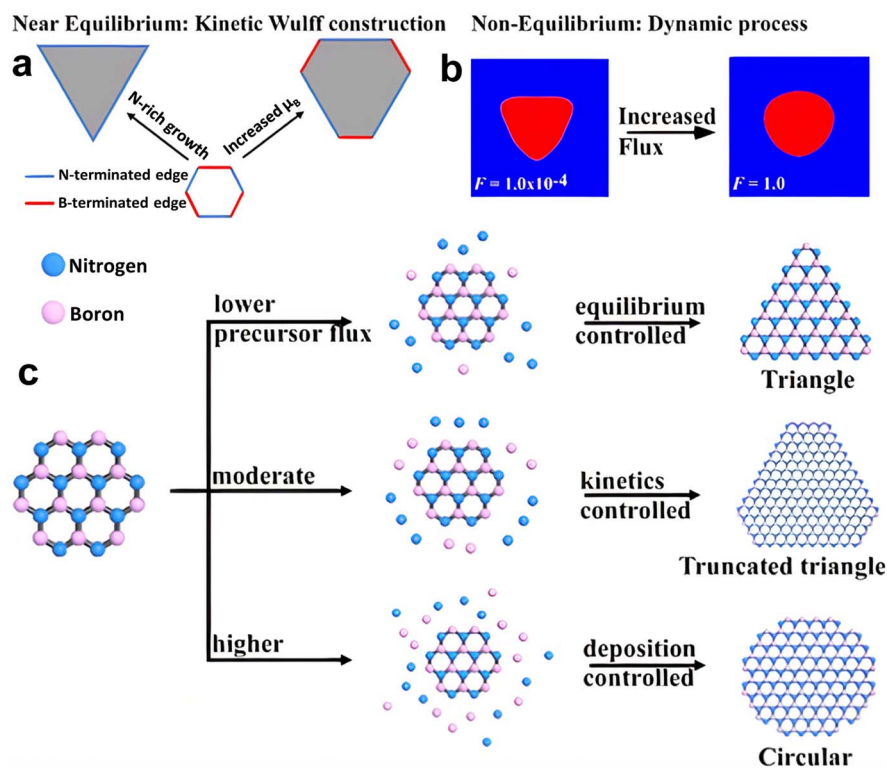 Near Equilibrium: Kinetic Wulff construction
Non-Equilibrium: Dynamic process
a
N-rich growth
Increased μB
N-terminated edge
B-terminated edge
b
F = 1.0x10-4
Increased
Flux
F = 1.0
Nitrogen
Boron
c
lower
precursor flux
equilibrium
controlled
Triangle
moderate
kinetics
controlled
Truncated triangle
higher
deposition
controlled
Circular